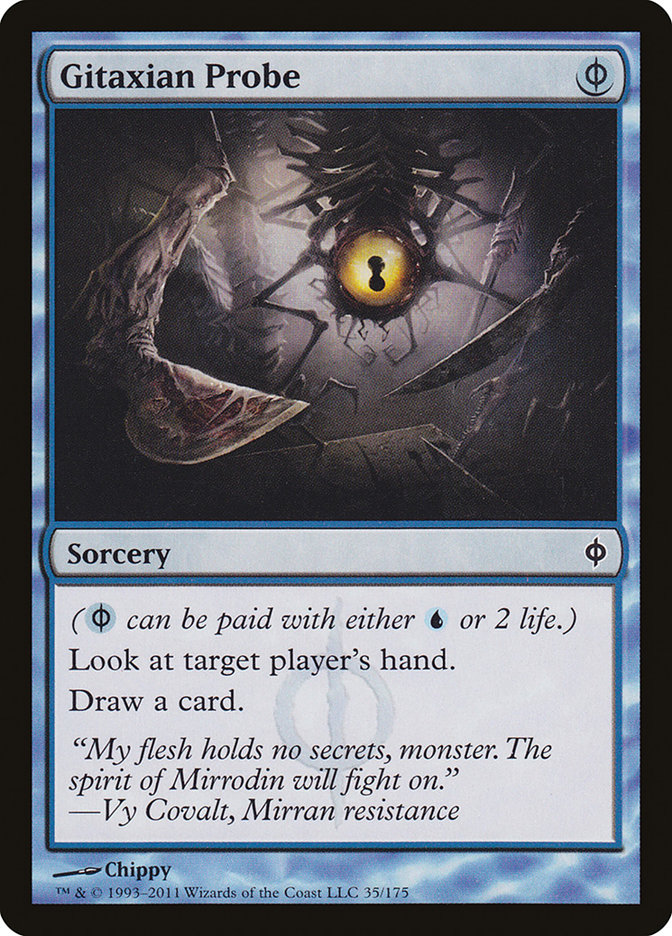 Gitaxian Probe
Sorcery
(Φ can be paid with either 💧 or 2 life.)
Look at target player's hand.
Draw a card.
“My flesh holds no secrets, monster. The
spirit of Mirrodin will fight on.”
—Vy Covalt, Mirran resistance
Chippy
™ & © 1993–2011 Wizards of the Coast LLC 35/175